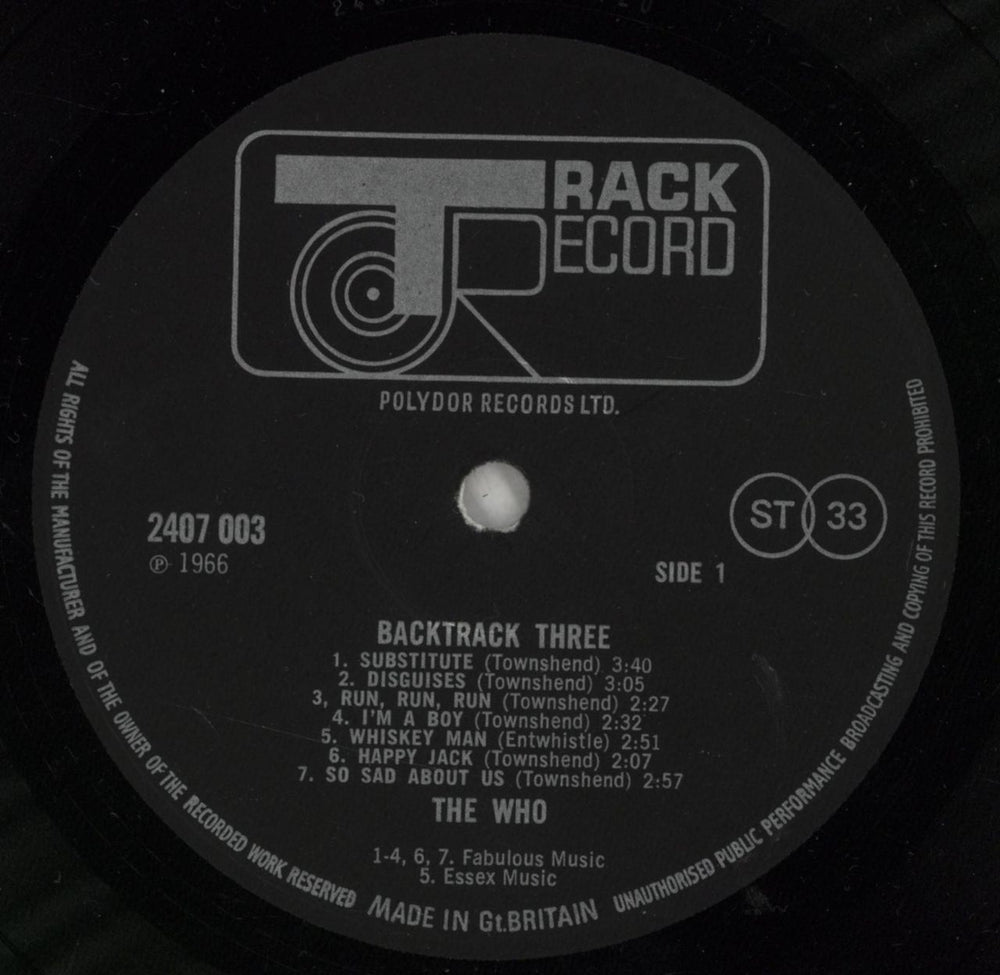 TRACK
RECORD
POLYDOR RECORDS LTD.
2407 003
℗ 1966
ST 33
SIDE 1
BACKTRACK THREE
1. SUBSTITUTE (Townshend) 3:40
2. DISGUISES (Townshend) 3:05
3, RUN, RUN, RUN (Townshend) 2:27
4. I'M A BOY (Townshend) 2:32
5. WHISKEY MAN (Entwhistle) 2:51
6. HAPPY JACK (Townshend) 2:07
7. SO SAD ABOUT US (Townshend) 2:57
THE WHO
1-4, 6, 7. Fabulous Music
5. Essex Music
ALL RIGHTS OF THE MANUFACTURER AND OF THE OWNER OF THE RECORDED WORK RESERVED
MADE IN Gt.BRITAIN
UNAUTHORISED PUBLIC PERFORMANCE BROADCASTING AND COPYING OF THIS RECORD PROHIBITED